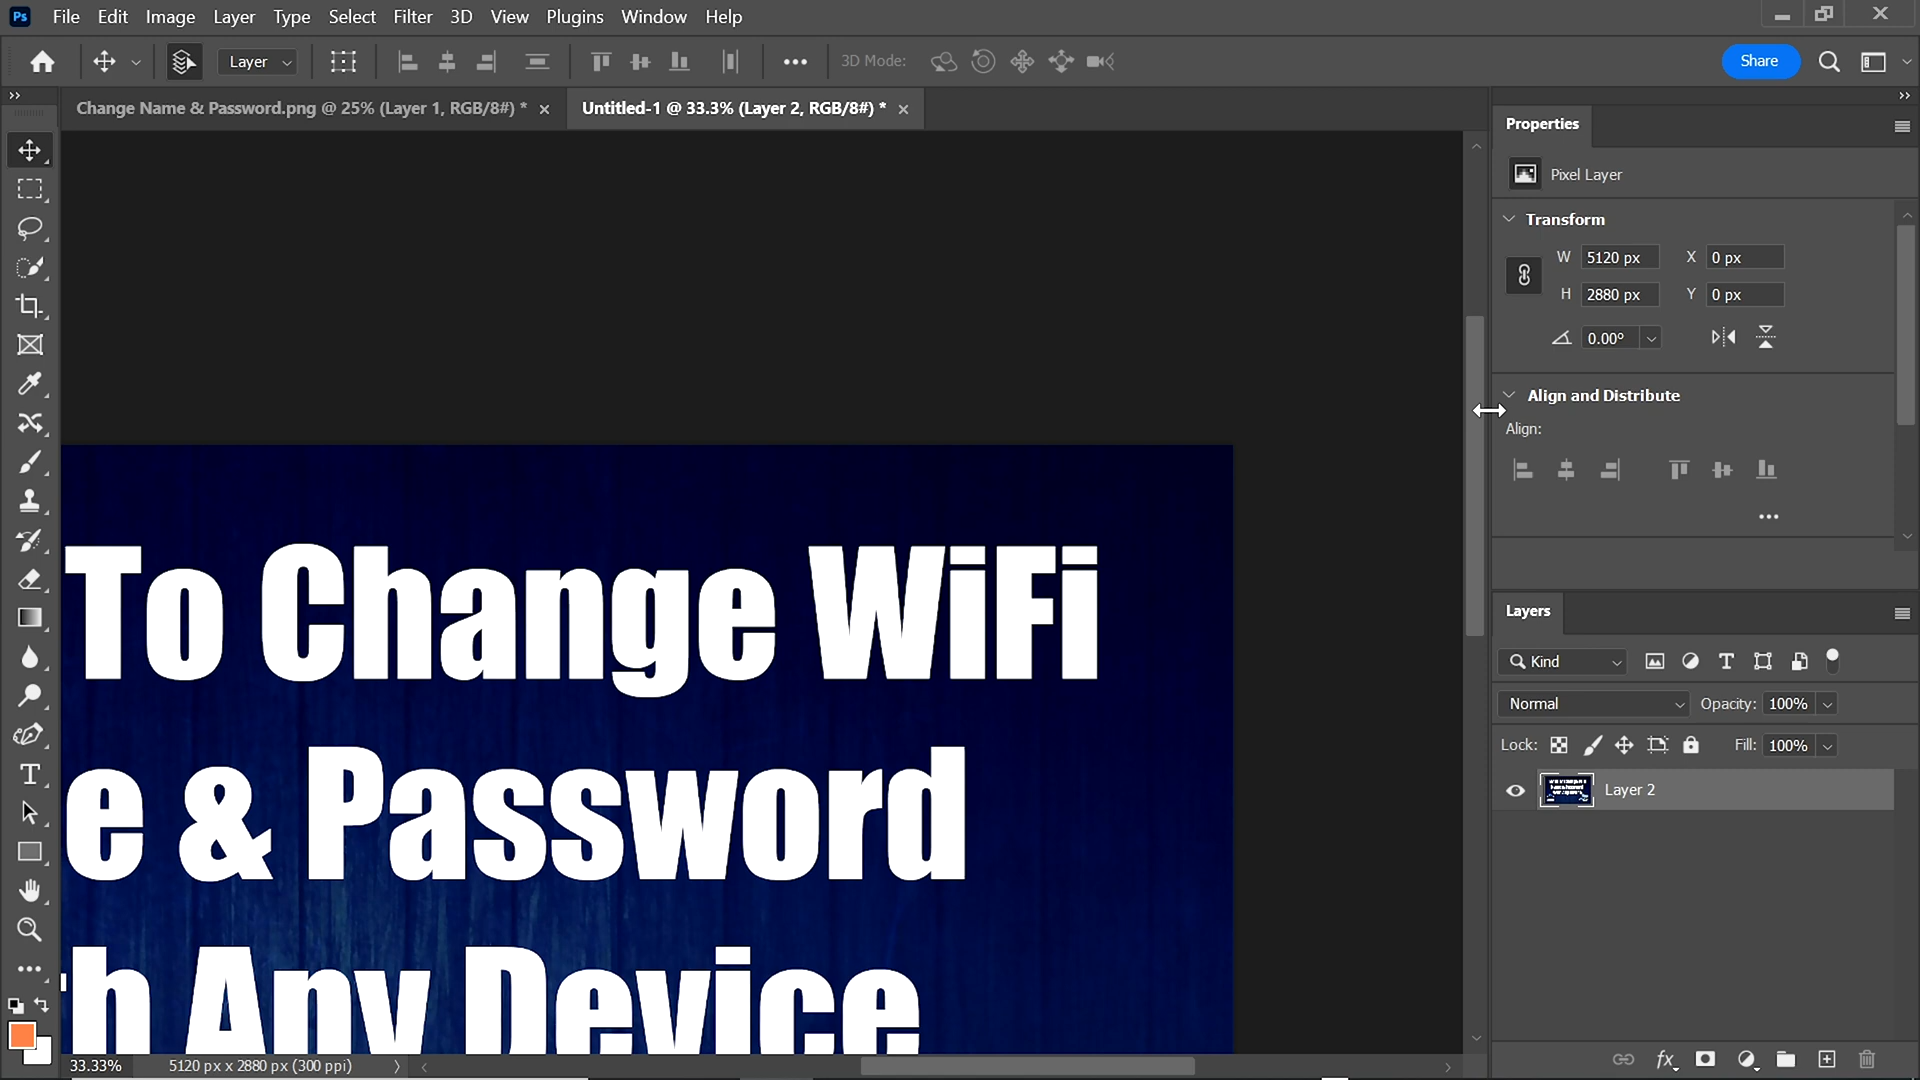 Ps File Edit Image Layer Type Select Filter 3D View Plugins Window Help
Layer 3D Mode: Share
Change Name & Password.png @ 25% (Layer 1, RGB/8#) * Untitled-1 @ 33.3% (Layer 2, RGB/8#) *
Properties
Pixel Layer
Transform
W 5120 px X 0 px
H 2880 px Y 0 px
0.00°
Align and Distribute
Align:
To Change WiFi
e & Password
h Any Device
Layers
Kind
Normal Opacity: 100%
Lock: Fill: 100%
Layer 2
33.33% 5120 px x 2880 px (300 ppi)
fx